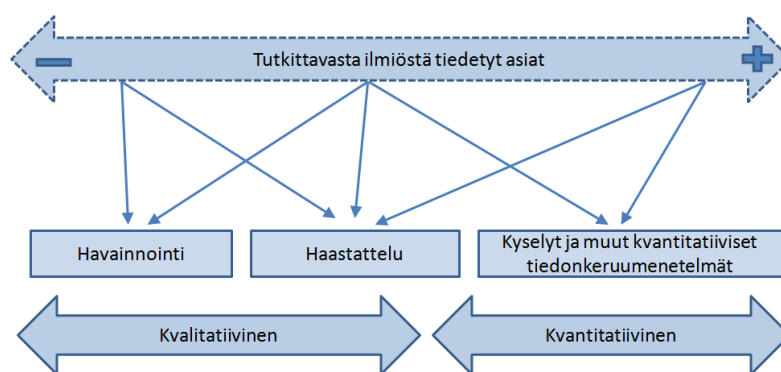 Tutkittavasta ilmiöstä tiedetyt asiat
Havainnointi
Haastattelu
Kyselyt ja muut kvantitatiiviset
tiedonkeruumenetelmät
Kvalitatiivinen
Kvantitatiivinen